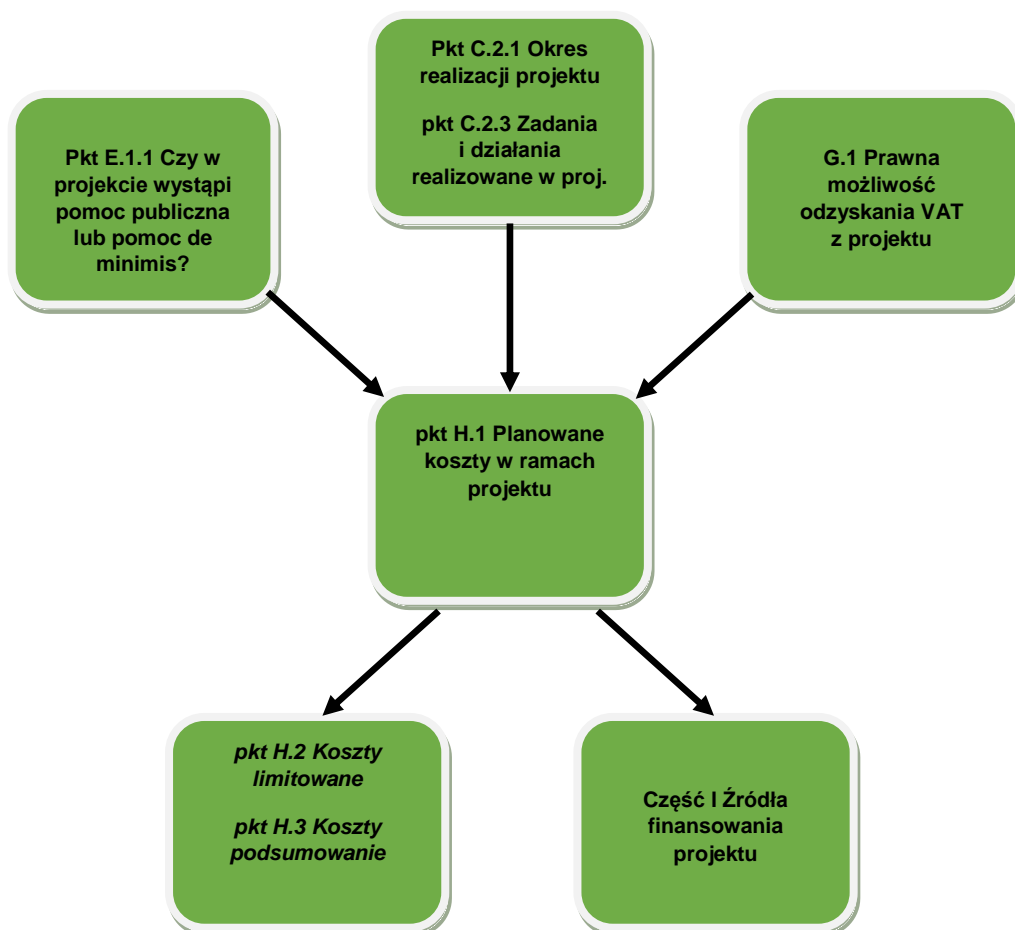 Pkt C.2.1 Okres
realizacji projektu
pkt C.2.3 Zadania
i działania
realizowane w proj.
Pkt E.1.1 Czy w
projekcie wystąpi
pomoc publiczna
lub pomoc de
minimis?
G.1 Prawna
możliwość
odzyskania VAT
z projektu
pkt H.1 Planowane
koszty w ramach
projektu
pkt H.2 Koszty
limitowane
pkt H.3 Koszty
podsumowanie
Część I Źródła
finansowania
projektu